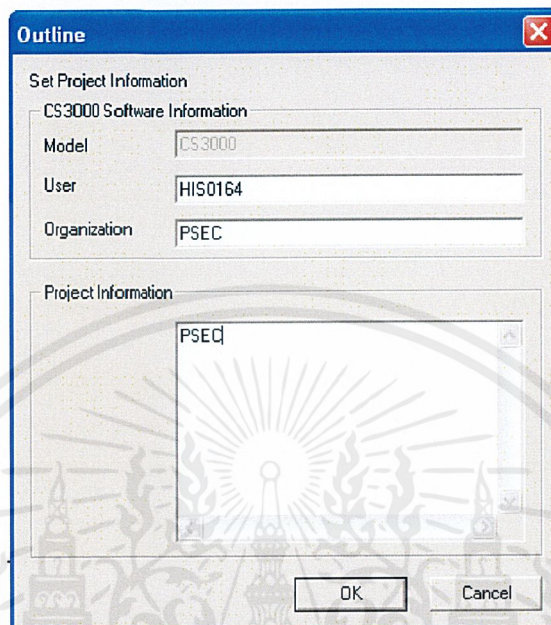 Outline
Set Project Information
CS3000 Software Information
Model CS3000
User HIS0164
Organization PSEC
Project Information
PSEC
OK Cancel